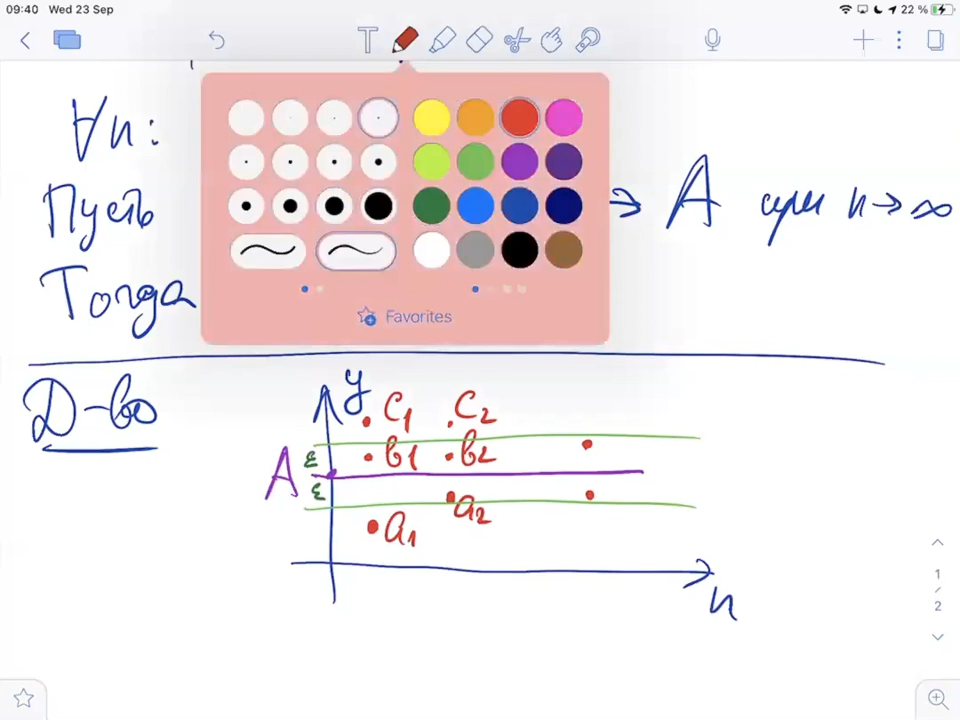 09:40 Wed 23 Sep
22 %
T
∀n:
Пусть
→ A при n→∞
Тогда
Favorites
Д-во
y
C1 C2
ε b1 b2
A
ε
a2
a1
n
1
/
2